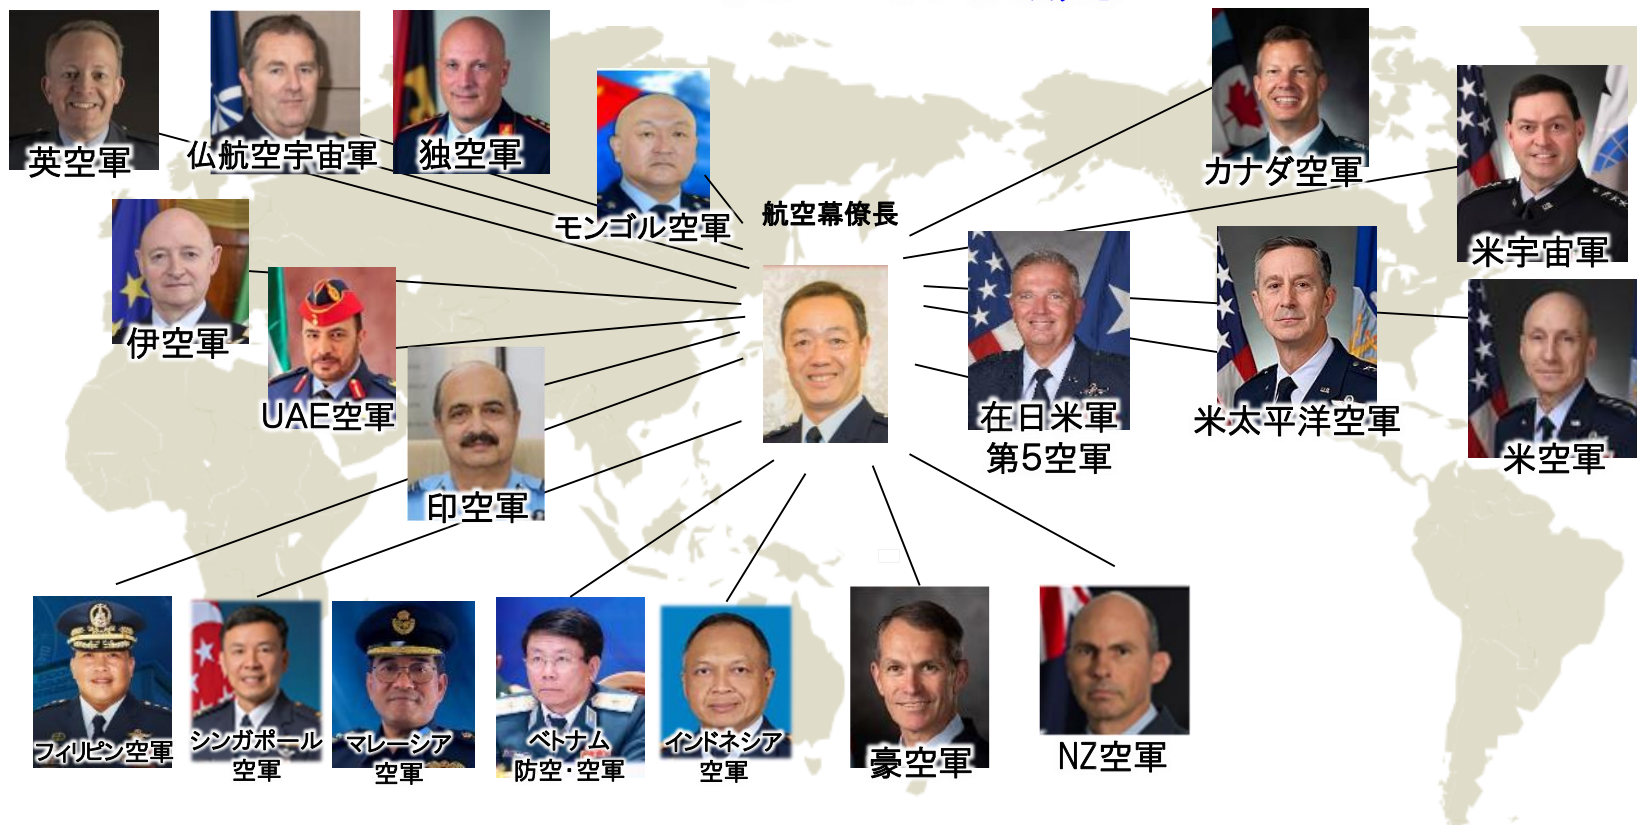 英空軍
仏航空宇宙軍
独空軍
モンゴル空軍
航空幕僚長
カナダ空軍
米宇宙軍
伊空軍
UAE空軍
印空軍
在日米軍
第5空軍
米太平洋空軍
米空軍
フィリピン空軍
シンガポール
空軍
マレーシア
空軍
ベトナム
防空・空軍
インドネシア
空軍
豪空軍
NZ空軍